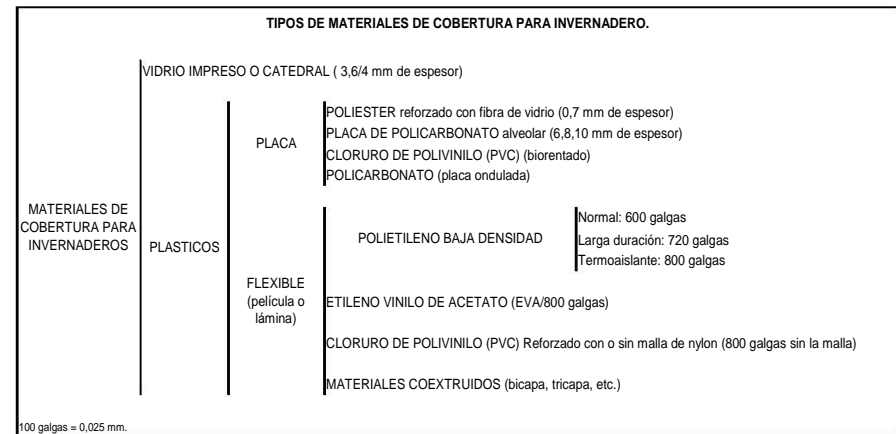 TIPOS DE MATERIALES DE COBERTURA PARA INVERNADERO.
VIDRIO IMPRESO O CATEDRAL ( 3,6/4 mm de espesor)
POLIESTER reforzado con fibra de vidrio (0,7 mm de espesor)
PLACA DE POLICARBONATO alveolar (6,8,10 mm de espesor)
PLACA
CLORURO DE POLIVINILO (PVC) (biorentado)
POLICARBONATO (placa ondulada)
MATERIALES DE
COBERTURA PARA
INVERNADEROS
PLASTICOS
Normal: 600 galgas
POLIETILENO BAJA DENSIDAD
Larga duración: 720 galgas
Termoaislante: 800 galgas
FLEXIBLE
(película o
lámina)
ETILENO VINILO DE ACETATO (EVA/800 galgas)
CLORURO DE POLIVINILO (PVC) Reforzado con o sin malla de nylon (800 galgas sin la malla)
MATERIALES COEXTRUIDOS (bicapa, tricapa, etc.)
100 galgas = 0,025 mm.